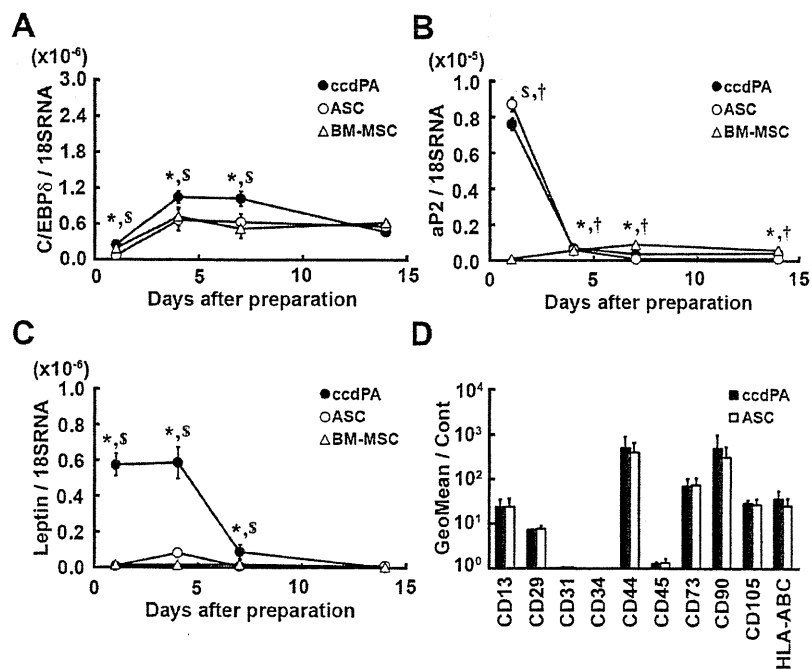 A
(x10⁻⁶)
3.0
2.4
1.8
1.2
0.6
0.0
C/EBPδ / 18SRNA
ccdPA
ASC
BM-MSC
*,$
*,$
*,$
0
5
10
15
Days after preparation
B
(x10⁻⁵)
1.0
0.8
0.6
0.4
0.2
0.0
aP2 / 18SRNA
ccdPA
ASC
BM-MSC
$,†
*,†
*,†
*,†
0
5
10
15
Days after preparation
C
(x10⁻⁶)
1.0
0.8
0.6
0.4
0.2
0.0
Leptin / 18SRNA
ccdPA
ASC
BM-MSC
*,$
*,$
*,$
0
5
10
15
Days after preparation
D
10⁴
10³
10²
10¹
10⁰
GeoMean / Cont
ccdPA
ASC
CD13
CD29
CD31
CD34
CD44
CD45
CD73
CD90
CD105
HLA-ABC